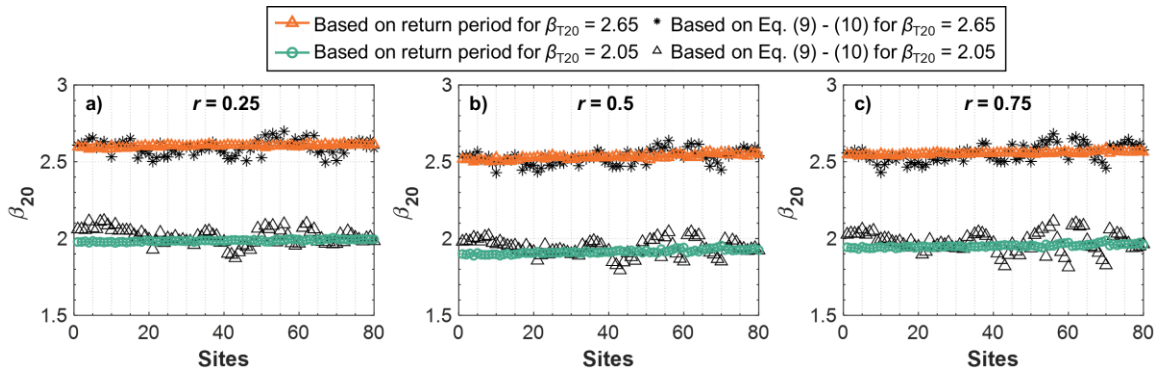 Based on return period for βT20 = 2.65
Based on Eq. (9) - (10) for βT20 = 2.65
Based on return period for βT20 = 2.05
Based on Eq. (9) - (10) for βT20 = 2.05
a)
r = 0.25
b)
r = 0.5
c)
r = 0.75
β20
3
2.5
2
1.5
0 20 40 60 80
Sites
3
2.5
2
1.5
0 20 40 60 80
Sites
3
2.5
2
1.5
0 20 40 60 80
Sites